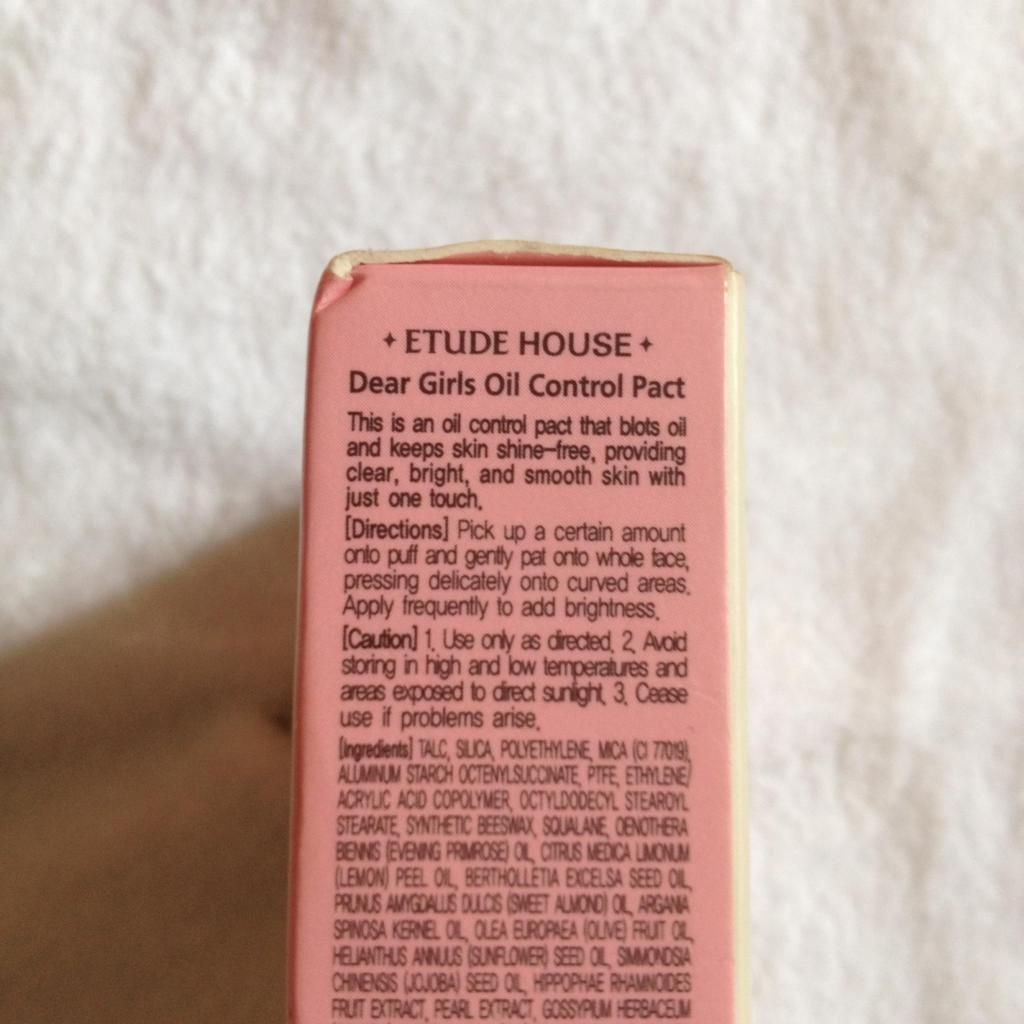 ✦ ETUDE HOUSE ✦
Dear Girls Oil Control Pact
This is an oil control pact that blots oil
and keeps skin shine-free, providing
clear, bright, and smooth skin with
just one touch.
[Directions] Pick up a certain amount
onto puff and gently pat onto whole face,
pressing delicately onto curved areas.
Apply frequently to add brightness.
[Caution] 1. Use only as directed. 2. Avoid
storing in high and low temperatures and
areas exposed to direct sunlight. 3. Cease
use if problems arise.
[Ingredients] TALC, SILICA, POLYETHYLENE, MICA (CI 77019),
ALUMINUM STARCH OCTENYLSUCCINATE, PTFE, ETHYLENE/
ACRYLIC ACID COPOLYMER, OCTYLDODECYL STEAROYL
STEARATE, SYNTHETIC BEESWAX, SQUALANE, OENOTHERA
BIENNIS (EVENING PRIMROSE) OIL, CITRUS MEDICA LIMONUM
(LEMON) PEEL OIL, BERTHOLLETIA EXCELSA SEED OIL,
PRUNUS AMYGDALUS DULCIS (SWEET ALMOND) OIL, ARGANIA
SPINOSA KERNEL OIL, OLEA EUROPAEA (OLIVE) FRUIT OIL,
HELIANTHUS ANNUUS (SUNFLOWER) SEED OIL, SIMMONDSIA
CHINENSIS (JOJOBA) SEED OIL, HIPPOPHAE RHAMNOIDES
FRUIT EXTRACT, PEARL EXTRACT, GOSSYPIUM HERBACEUM